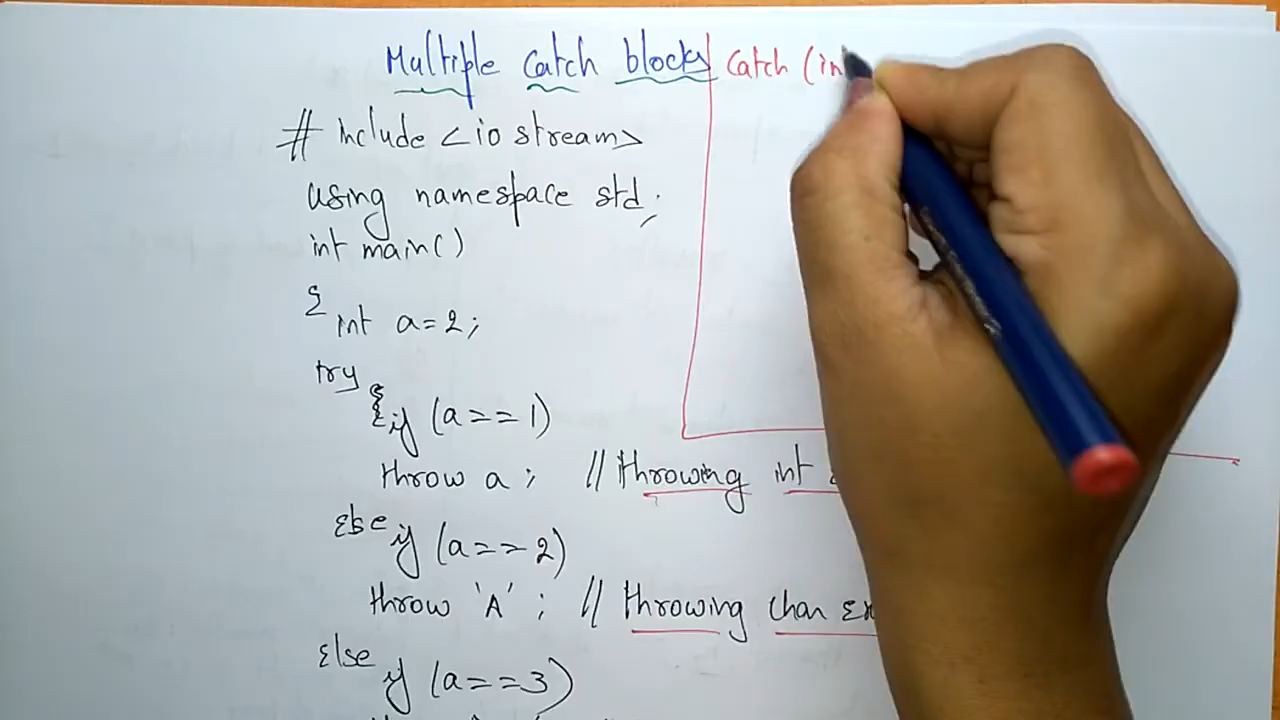 Multiple catch blocks
# include <iostream>
using namespace std;
int main()
{
int a=2;
try
{
if (a==1)
throw a; // throwing int
Else if (a==2)
throw 'A'; // throwing char
Else
if (a==3)
catch (in